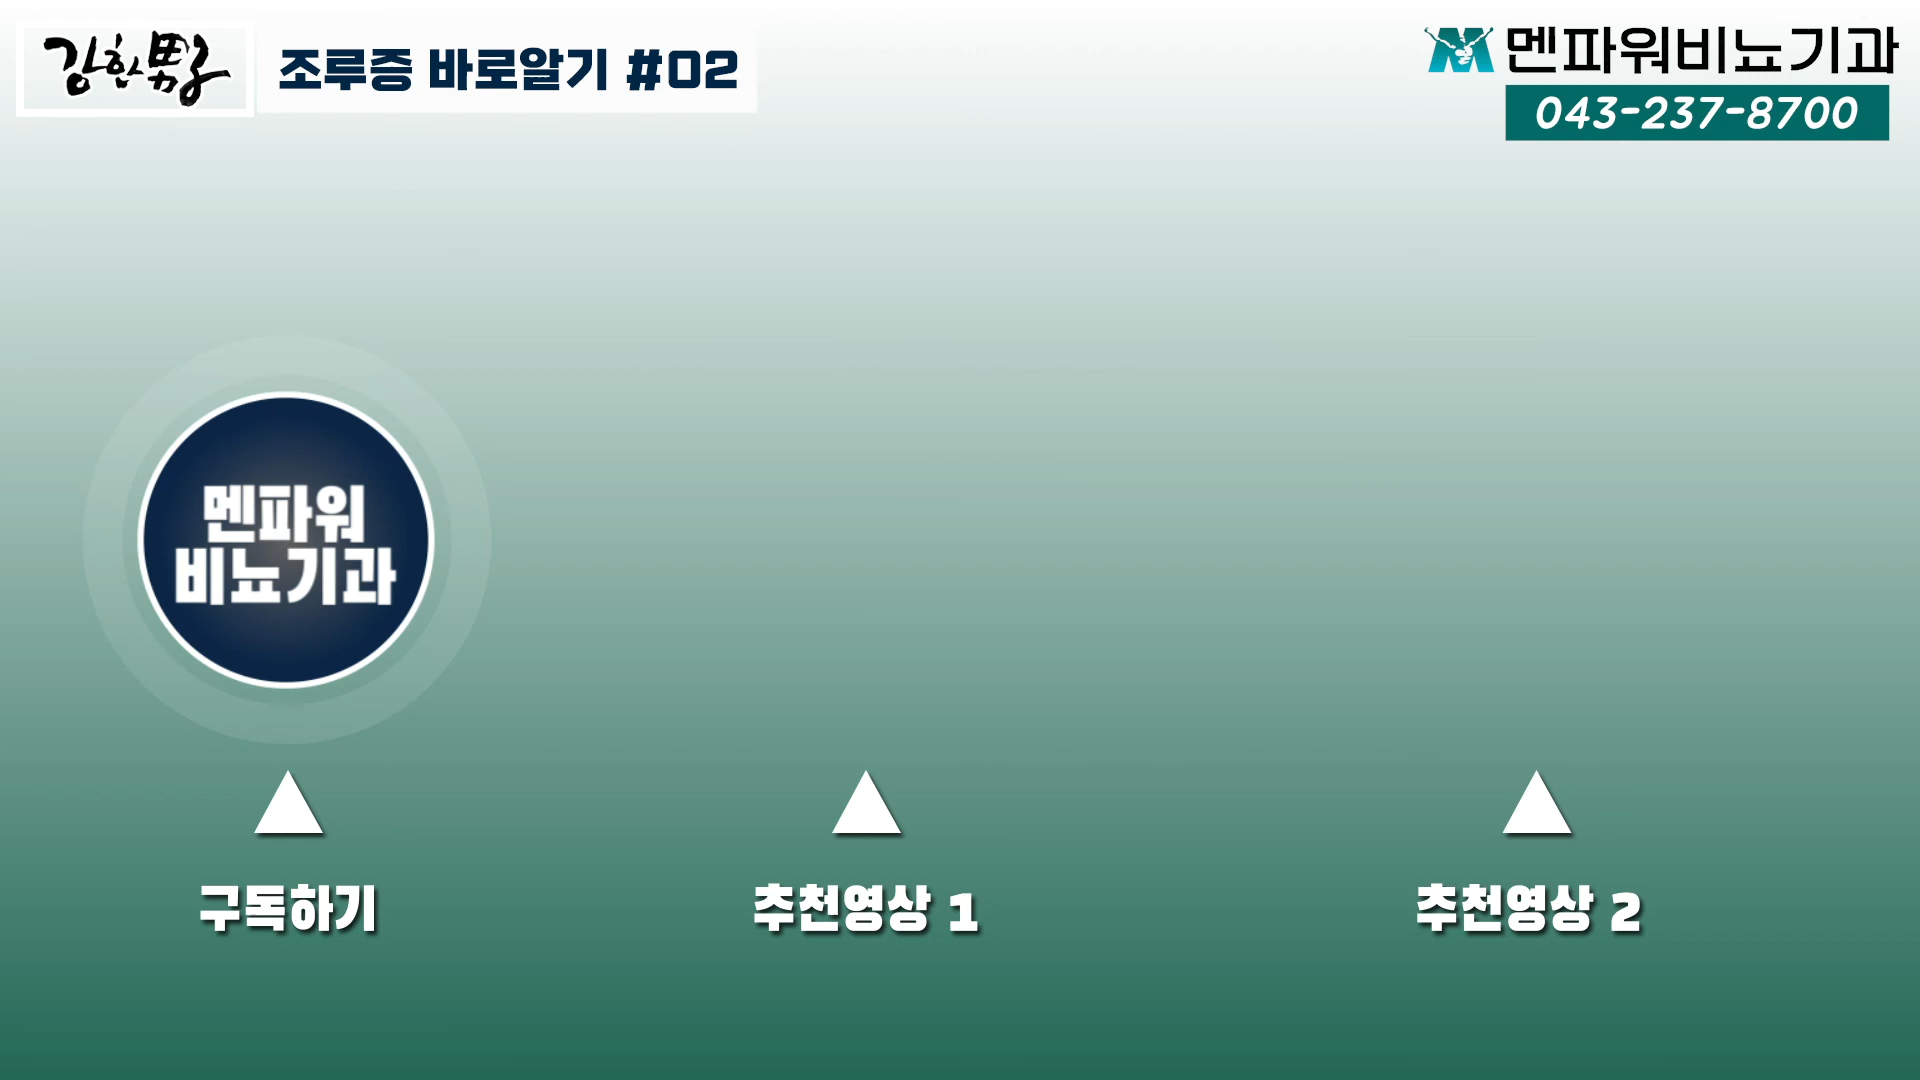 강한男子
조루증 바로알기 #02
멘파워비뇨기과
043-237-8700
멘파워
비뇨기과
구독하기
추천영상 1
추천영상 2